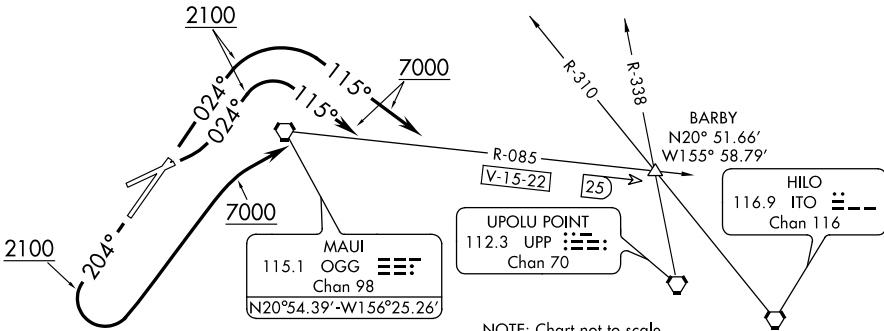 2100
024°
024°
115°
115°
7000
R-310
R-338
BARBY
N20° 51.66'
W155° 58.79'
R-085
V-15-22
25
HILO
116.9 ITO
Chan 116
7000
UPOLU POINT
112.3 UPP
Chan 70
MAUI
115.1 OGG
Chan 98
N20°54.39'-W156°25.26'
2100
204°
NOTE: Chart not to scale